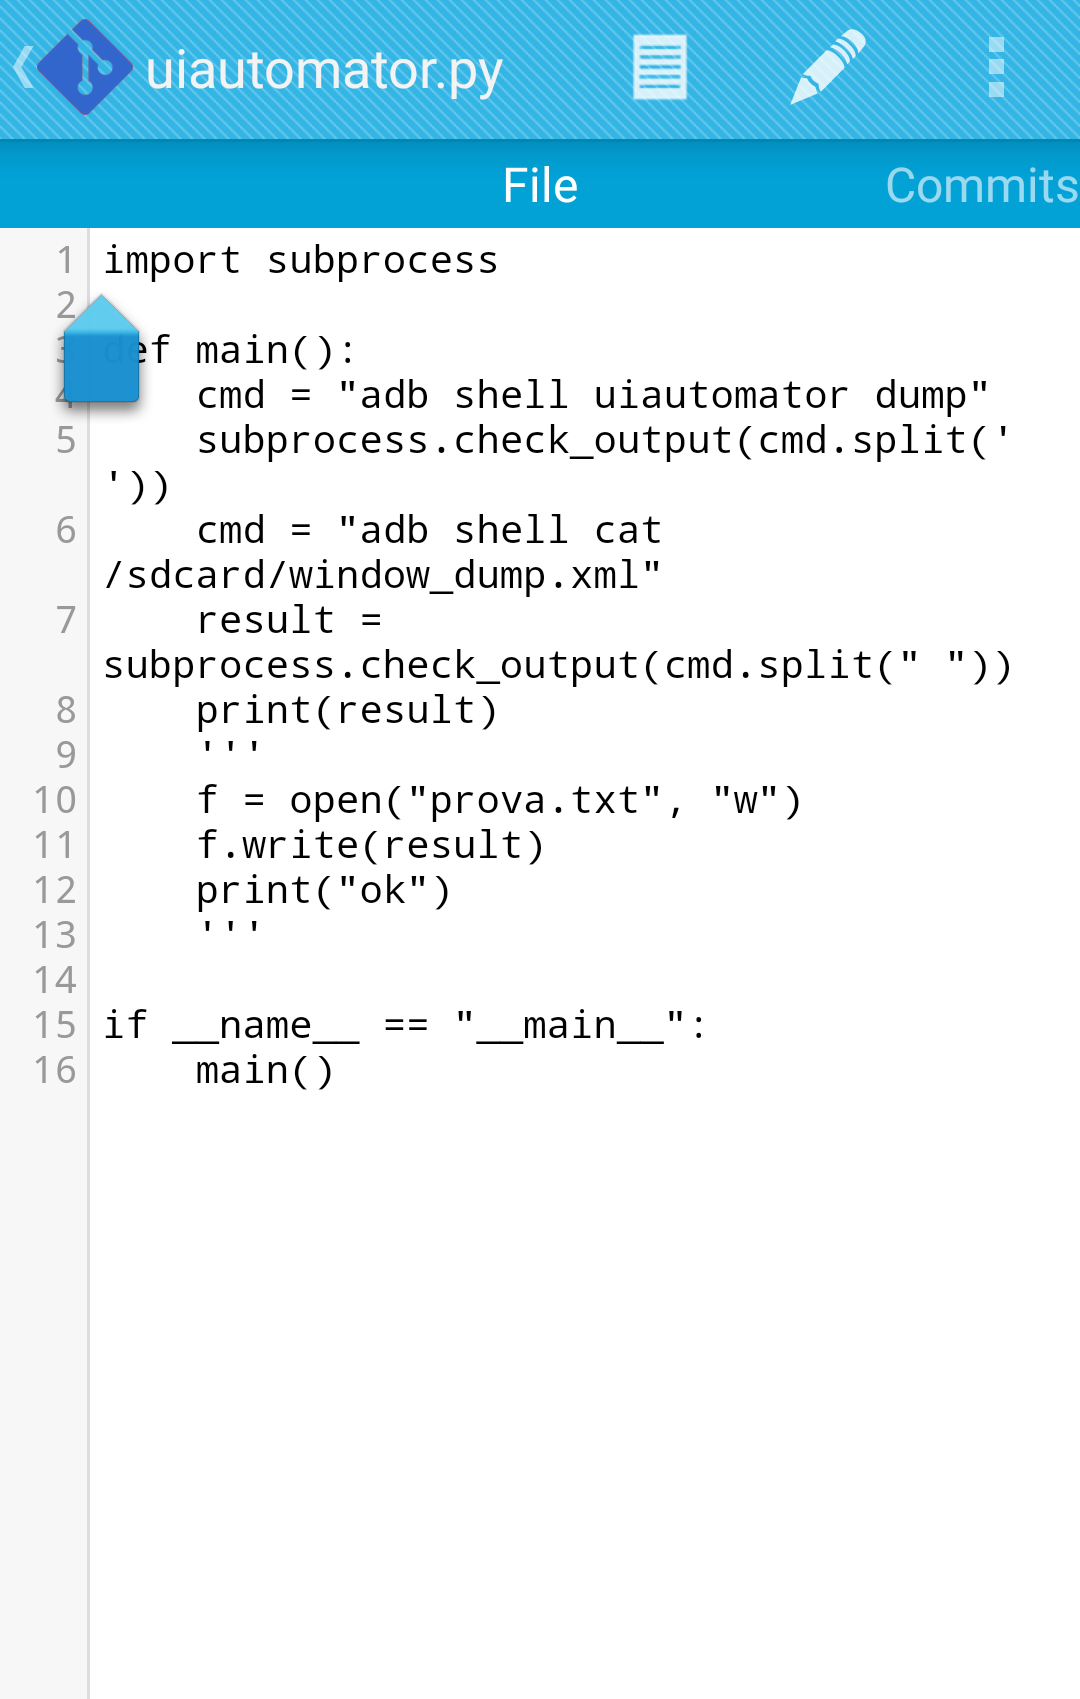 uiautomator.py
File Commits
1 import subprocess
2
3 def main():
4     cmd = "adb shell uiautomator dump"
5     subprocess.check_output(cmd.split('
'))
6     cmd = "adb shell cat
/sdcard/window_dump.xml"
7     result =
subprocess.check_output(cmd.split(" "))
8     print(result)
9     '''
10     f = open("prova.txt", "w")
11     f.write(result)
12     print("ok")
13     '''
14
15 if __name__ == "__main__":
16     main()